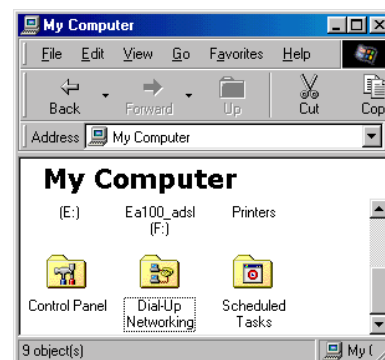 My Computer
File Edit View Go Favorites Help
Back Forward Up Cut Cop
Address My Computer
My Computer
(E:) Ea100_adsl Printers
(F:)
Control Panel Dial-Up Scheduled
Networking Tasks
9 object(s) My (